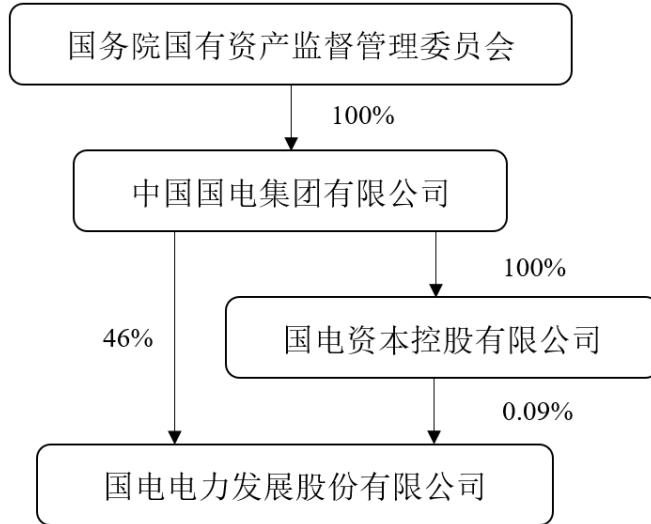 国务院国有资产监督管理委员会
100%
中国国电集团有限公司
100%
46%
国电资本控股有限公司
0.09%
国电电力发展股份有限公司